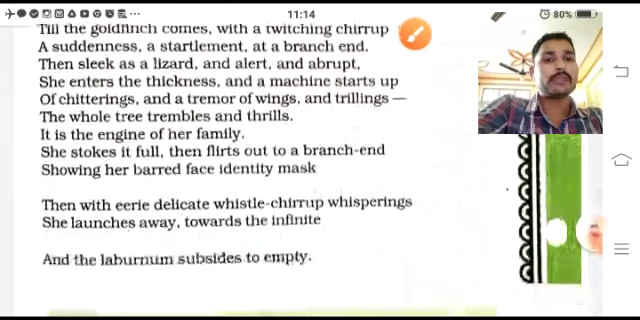 11:14
80%
Till the goldfinch comes, with a twitching chirrup
A suddenness, a startlement, at a branch end.
Then sleek as a lizard, and alert, and abrupt,
She enters the thickness, and a machine starts up
Of chitterings, and a tremor of wings, and trillings —
The whole tree trembles and thrills.
It is the engine of her family.
She stokes it full, then flirts out to a branch-end
Showing her barred face identity mask
Then with eerie delicate whistle-chirrup whisperings
She launches away, towards the infinite
And the laburnum subsides to empty.